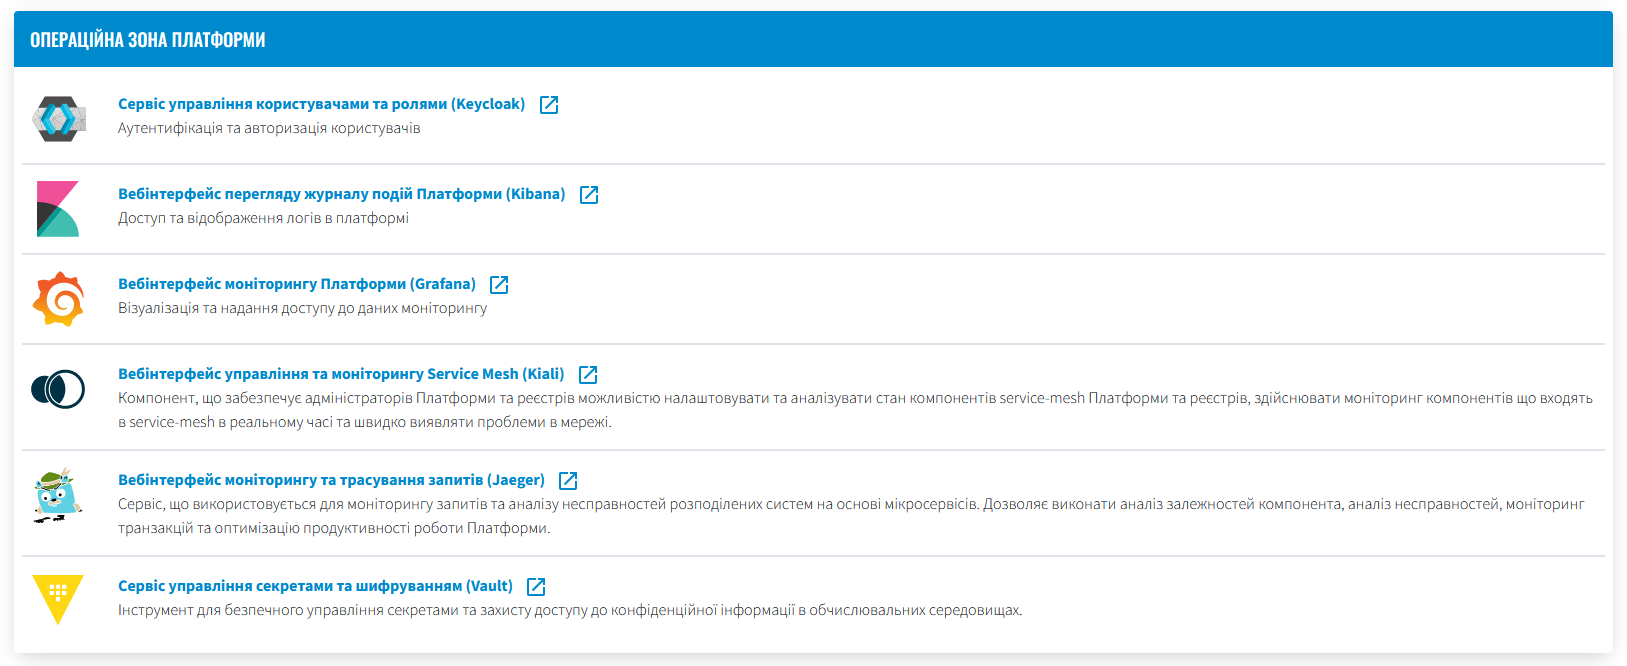 ОПЕРАЦІЙНА ЗОНА ПЛАТФОРМИ
Сервіс управління користувачами та ролями (Keycloak)
Аутентифікація та авторизація користувачів
Вебінтерфейс перегляду журналу подій Платформи (Kibana)
Доступ та відображення логів в платформі
Вебінтерфейс моніторингу Платформи (Grafana)
Візуалізація та надання доступу до даних моніторингу
Вебінтерфейс управління та моніторингу Service Mesh (Kiali)
Компонент, що забезпечує адміністраторів Платформи та реєстрів можливістю налаштовувати та аналізувати стан компонентів service-mesh Платформи та реєстрів, здійснювати моніторинг компонентів що входять
в service-mesh в реальному часі та швидко виявляти проблеми в мережі.
Вебінтерфейс моніторингу та трасування запитів (Jaeger)
Сервіс, що використовується для моніторингу запитів та аналізу несправностей розподілених систем на основі мікросервісів. Дозволяє виконати аналіз залежностей компонента, аналіз несправностей, моніторинг
транзакцій та оптимізацію продуктивності роботи Платформи.
Сервіс управління секретами та шифруванням (Vault)
Інструмент для безпечного управління секретами та захисту доступу до конфіденційної інформації в обчислювальних середовищах.